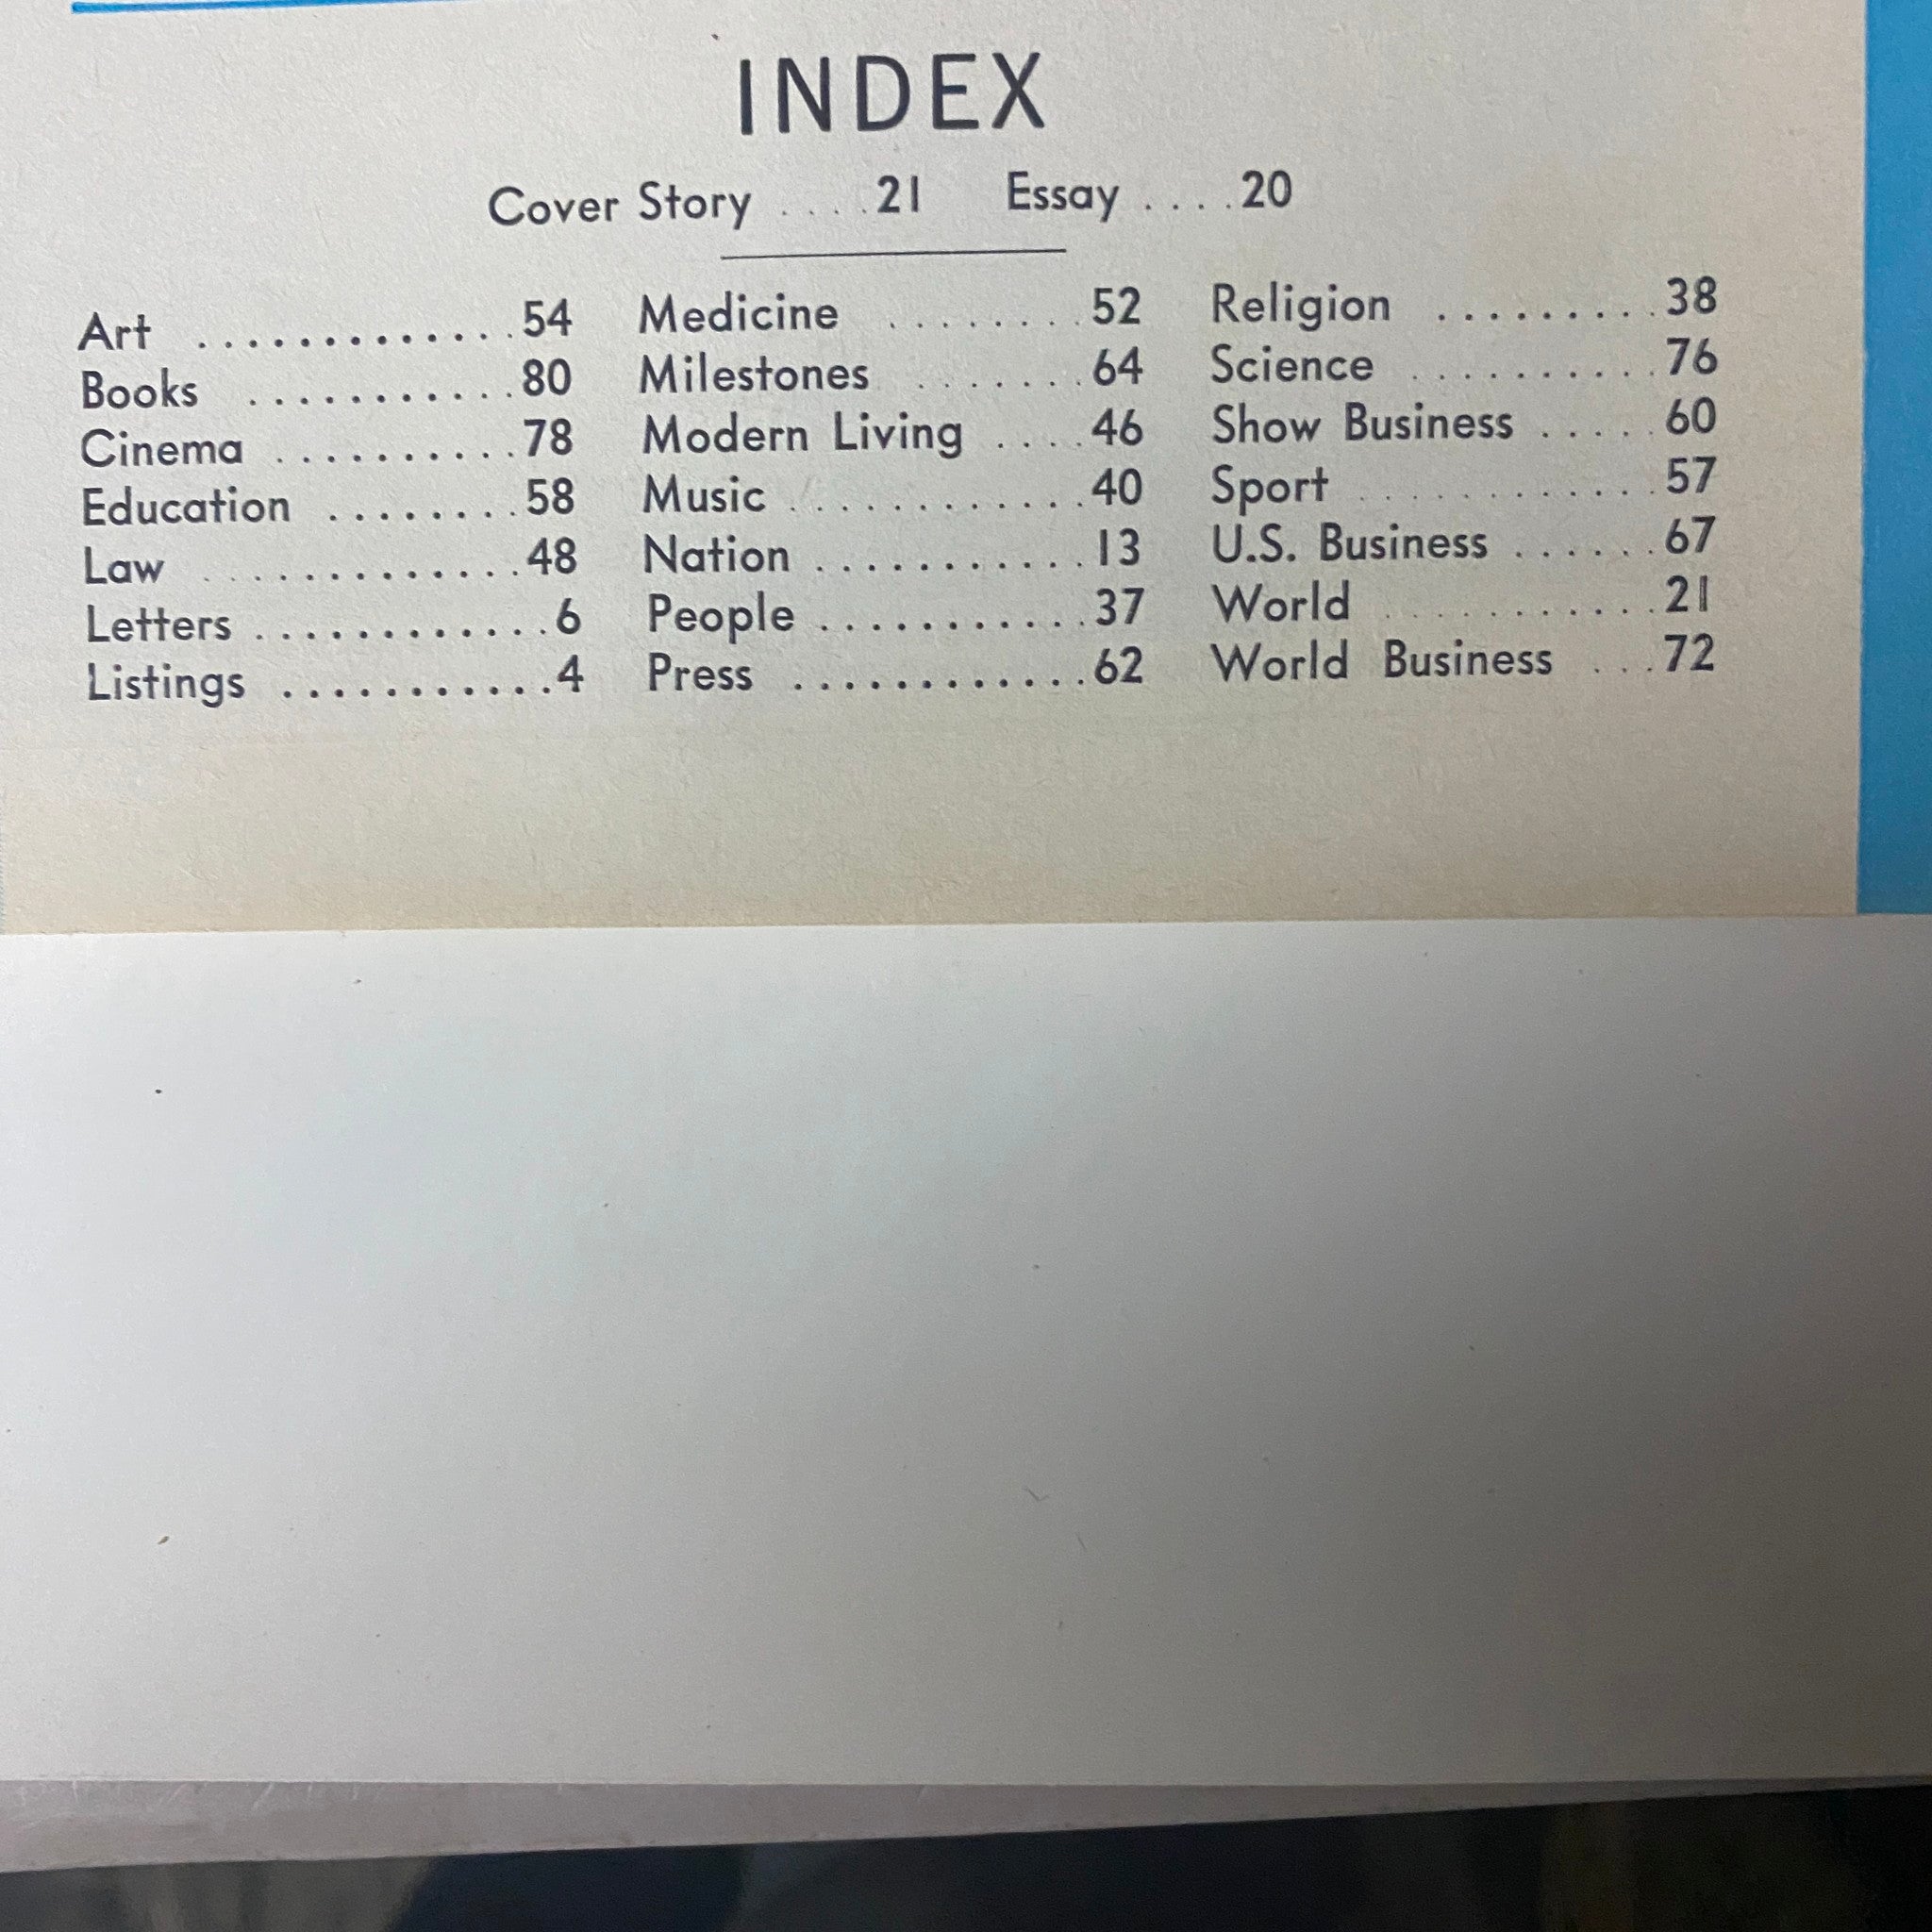 INDEX
Cover Story ....21 Essay ....20
Art .............54
Books ...........80
Cinema ..........78
Education ........58
Law .............48
Letters ............6
Listings ...........4
Medicine ........52
Milestones .......64
Modern Living ....46
Music ............40
Nation ...........13
People ...........37
Press ............62
Religion .........38
Science ..........76
Show Business .....60
Sport ............57
U.S. Business ......67
World ...........21
World Business ...72